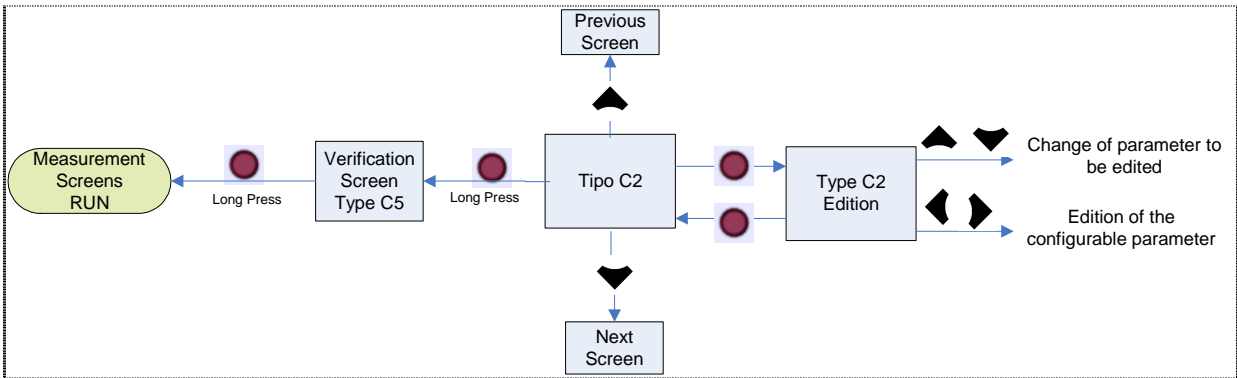 Previous
Screen
Measurement
Screens
RUN
Long Press
Verification
Screen
Type C5
Long Press
Tipo C2
Type C2
Edition
Change of parameter to
be edited
Edition of the
configurable parameter
Next
Screen